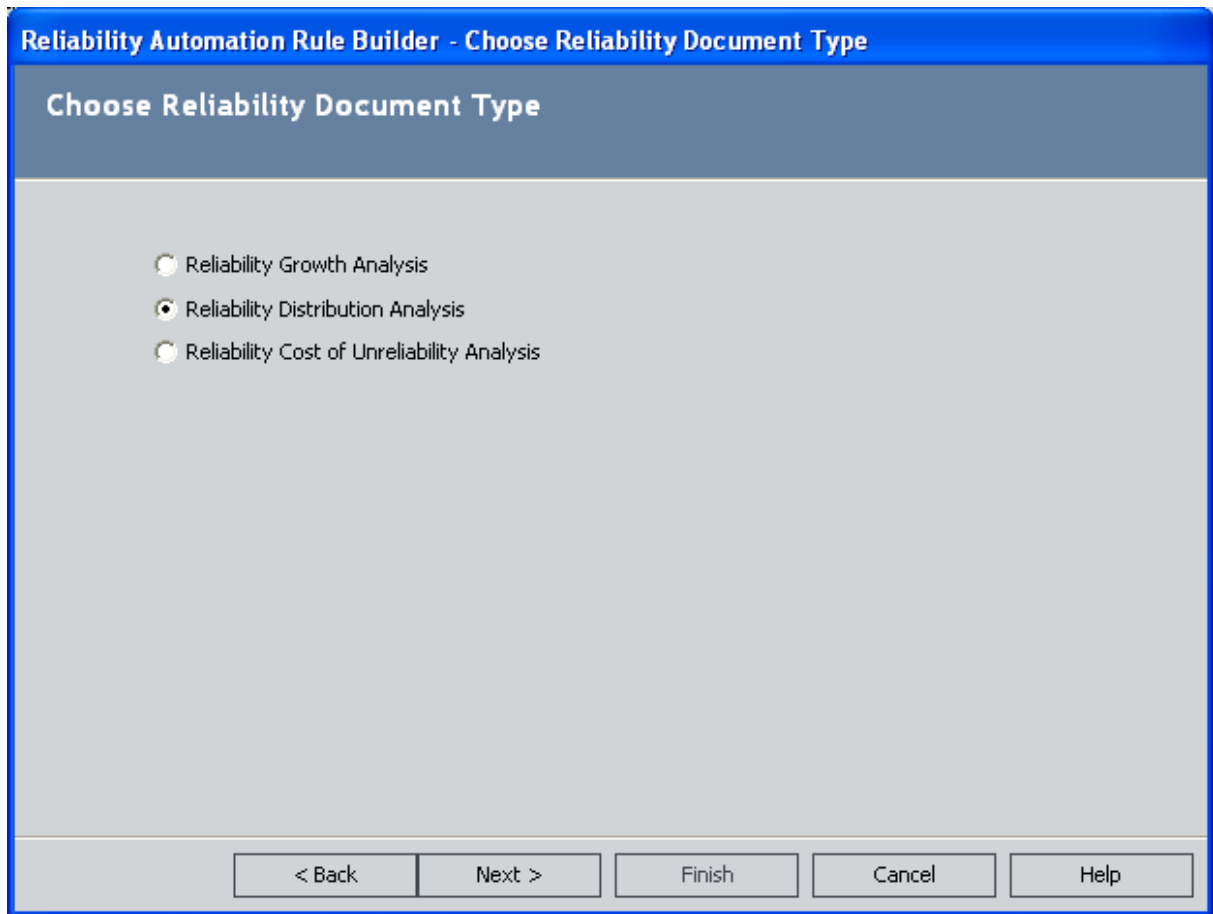 Reliability Automation Rule Builder - Choose Reliability Document Type
Choose Reliability Document Type
Reliability Growth Analysis
Reliability Distribution Analysis
Reliability Cost of Unreliability Analysis
< Back Next > Finish Cancel Help